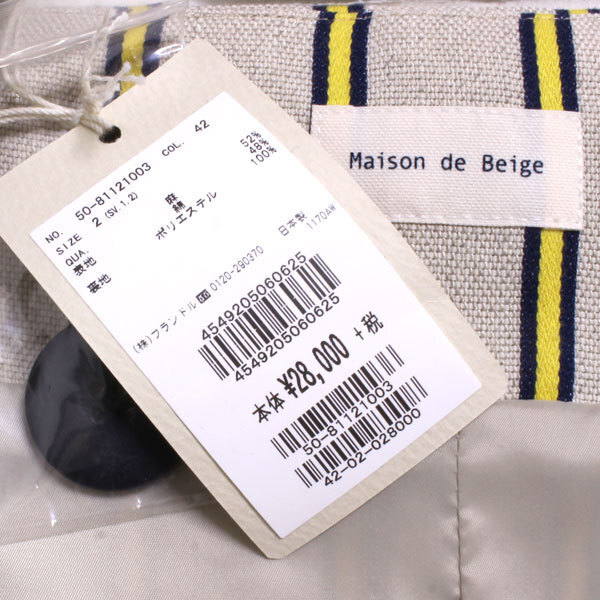 Maison de Beige
NO. 50-81121003 COL. 42
SIZE 2 (SV.1.2)
QUA.
表地 麻 52%
綿 48%
裏地 ポリエステル 100%
日本製
1170AW
(株)フランドル 0120-290370
4549205060625
4549205060625
本体 ¥28,000 +税
50-81121003
42-02-028000